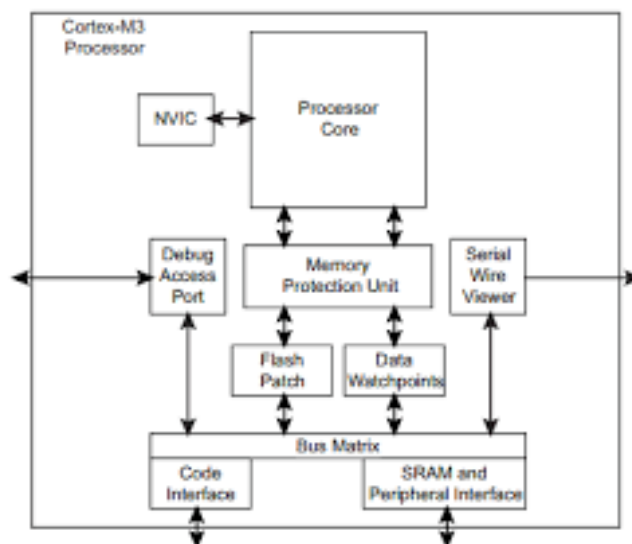 Cortex-M3
Processor
NVIC
Processor
Core
Debug
Access
Port
Memory
Protection Unit
Serial
Wire
Viewer
Flash
Patch
Data
Watchpoints
Bus Matrix
Code
Interface
SRAM and
Peripheral Interface